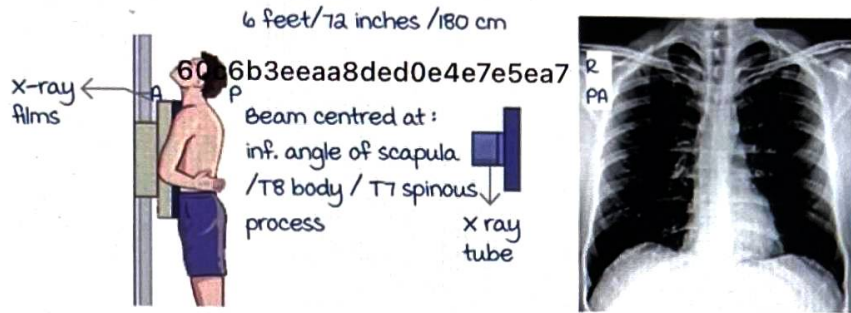 6 feet/72 inches /180 cm
606b3eeaa8ded0e4e7e5ea7
x-ray
films
A
P
Beam centred at:
inf. angle of scapula
/T8 body / T7 spinous
process
X ray
tube
R
PA